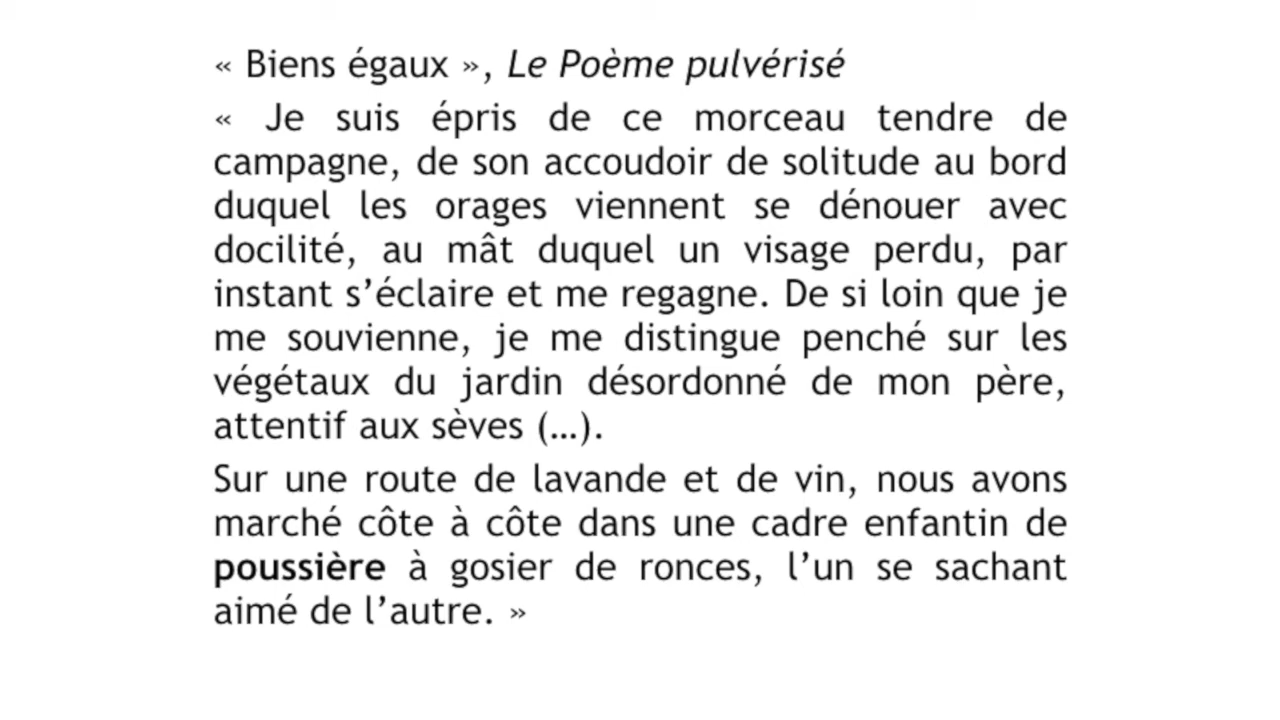 « Biens égaux », Le Poème pulvérisé
« Je suis épris de ce morceau tendre de
campagne, de son accoudoir de solitude au bord
duquel les orages viennent se dénouer avec
docilité, au mât duquel un visage perdu, par
instant s’éclaire et me regagne. De si loin que je
me souvienne, je me distingue penché sur les
végétaux du jardin désordonné de mon père,
attentif aux sèves (…).
Sur une route de lavande et de vin, nous avons
marché côte à côte dans une cadre enfantin de
poussière à gosier de ronces, l’un se sachant
aimé de l’autre. »